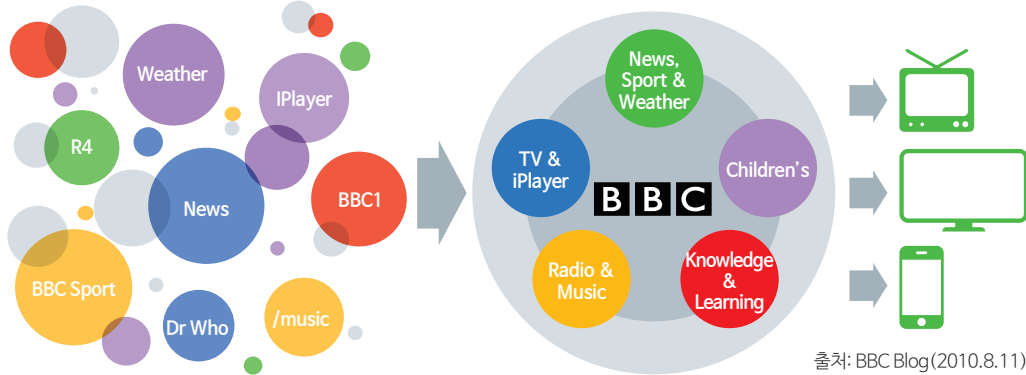 Weather
IPlayer
R4
News
BBC1
BBC Sport
Dr Who
/music
News,
Sport &
Weather
TV &
iPlayer
Children's
BBC
Radio &
Music
Knowledge
&
Learning
출처: BBC Blog(2010.8.11)